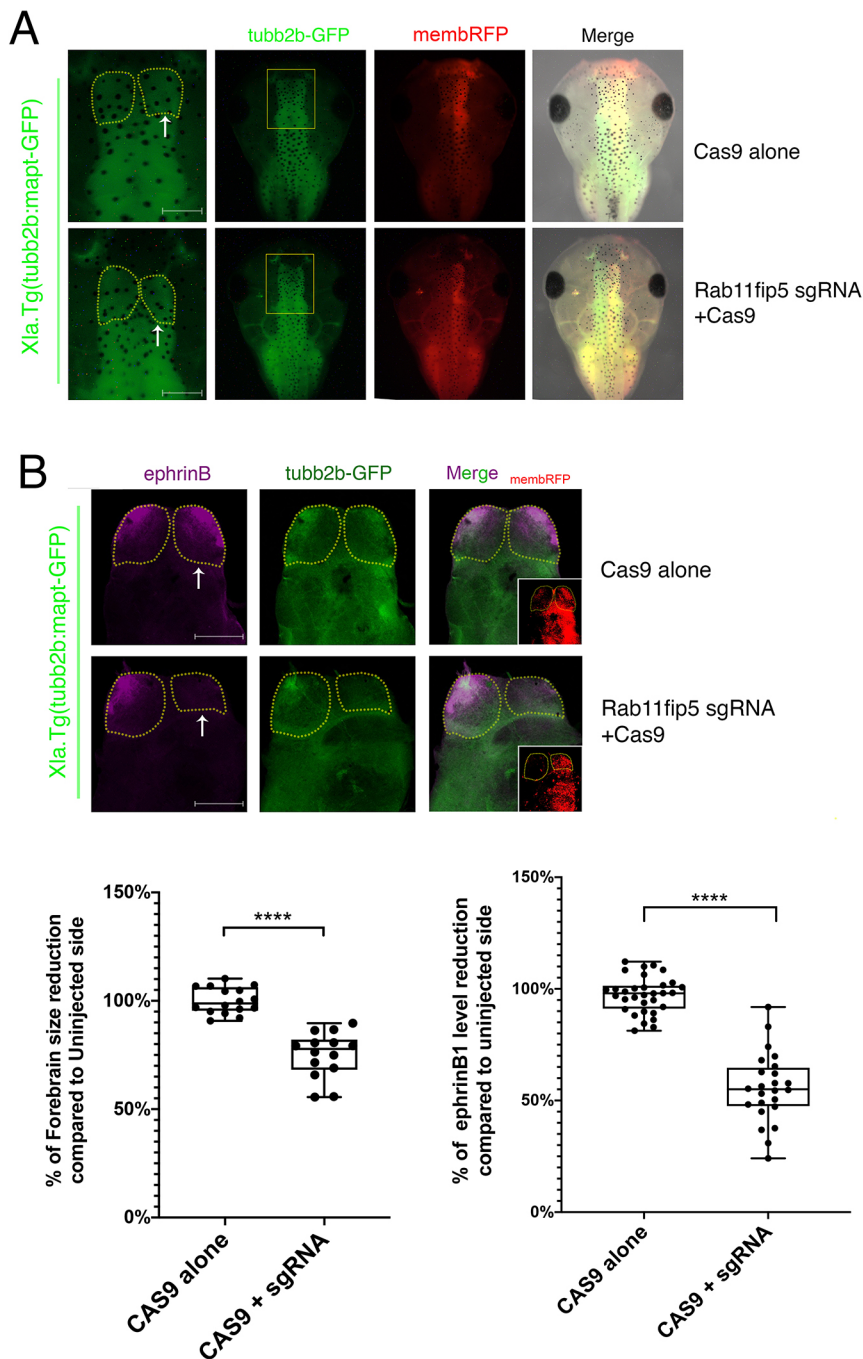 A
tubb2b-GFP
membRFP
Merge
Xla.Tg(tubb2b:mapt-GFP)
Cas9 alone
Rab11fip5 sgRNA
+Cas9
B
ephrinB
tubb2b-GFP
Merge
membRFP
Xla.Tg(tubb2b:mapt-GFP)
Cas9 alone
Rab11fip5 sgRNA
+Cas9
% of Forebrain size reduction
compared to Uninjected side
150%
100%
50%
0%
****
CAS9 alone
CAS9 + sgRNA
% of ephrinB1 level reduction
compared to uninjected side
150%
100%
50%
0%
****
CAS9 alone
CAS9 + sgRNA